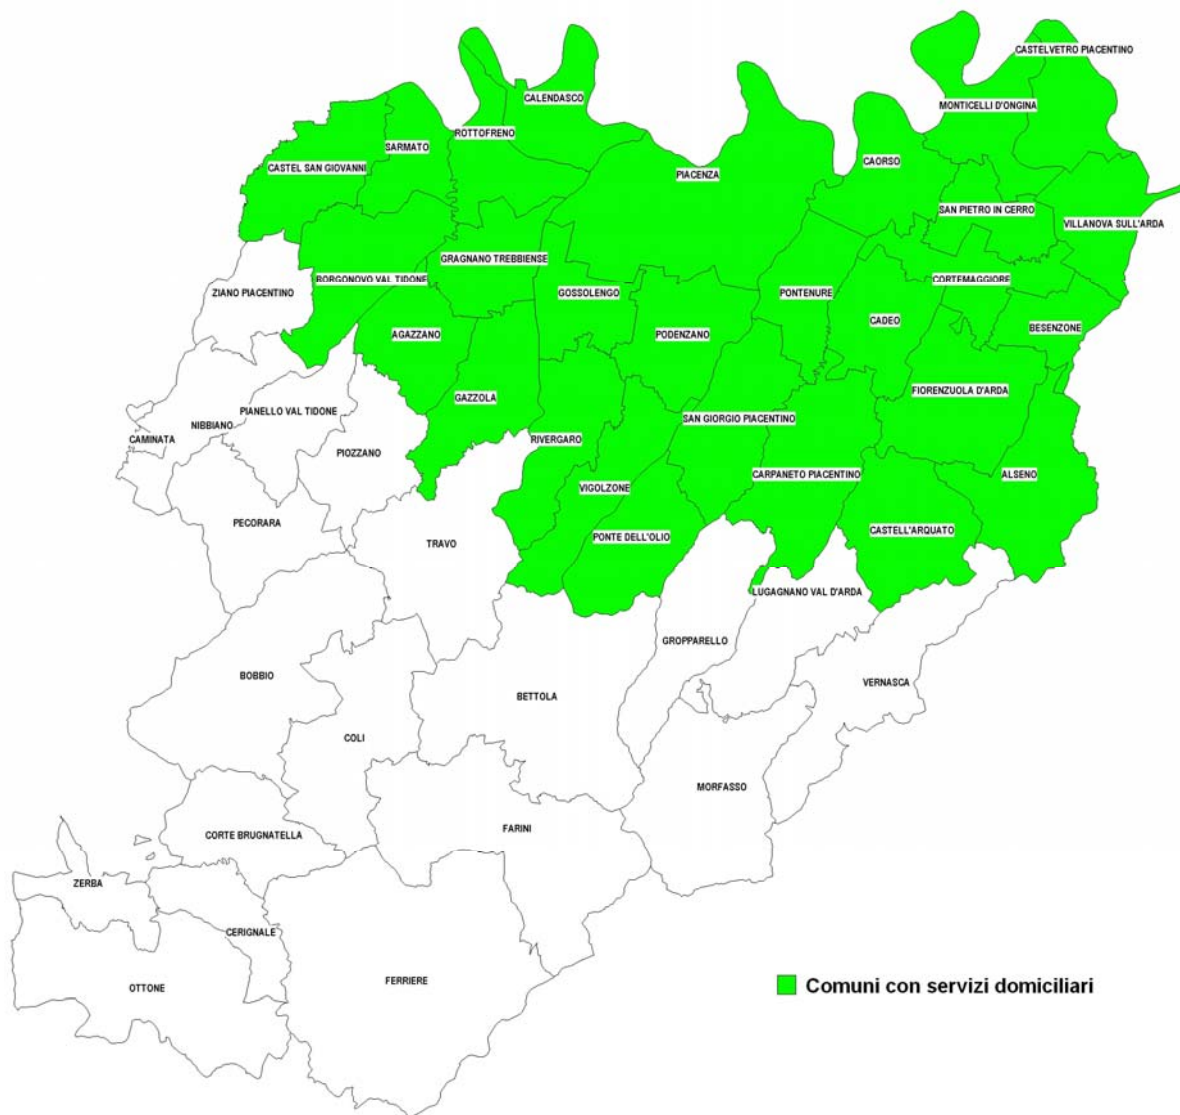 CASTELVETRO PIACENTINO
CALENDASCO
MONTICELLI D'ONGINA
ROTTOFRENO
SARMATO
CAORSO
CASTEL SAN GIOVANNI
PIACENZA
SAN PIETRO IN CERRO
VILLANOVA SULL'ARDA
GRAGNANO TREBBIENSE
BORGONOVO VAL TIDONE
CORTEMAGGIORE
ZIANO PIACENTINO
GOSSOLENGO
PONTENURE
CADEO
BESENZONE
AGAZZANO
PODENZANO
FIORENZUOLA D'ARDA
GAZZOLA
PIANELLO VAL TIDONE
SAN GIORGIO PIACENTINO
NIBBIANO
CAMINATA
RIVERGARO
PIOZZANO
CARPANETO PIACENTINO
ALSENO
VIGOLZONE
PECORARA
CASTELL'ARQUATO
PONTE DELL'OLIO
TRAVO
LUGAGNANO VAL D'ARDA
GROPPARELLO
BOBBIO
VERNASCA
BETTOLA
COLI
MORFASSO
FARINI
CORTE BRUGNATELLA
ZERBA
CERIGNALE
FERRIERE
OTTONE
Comuni con servizi domiciliari